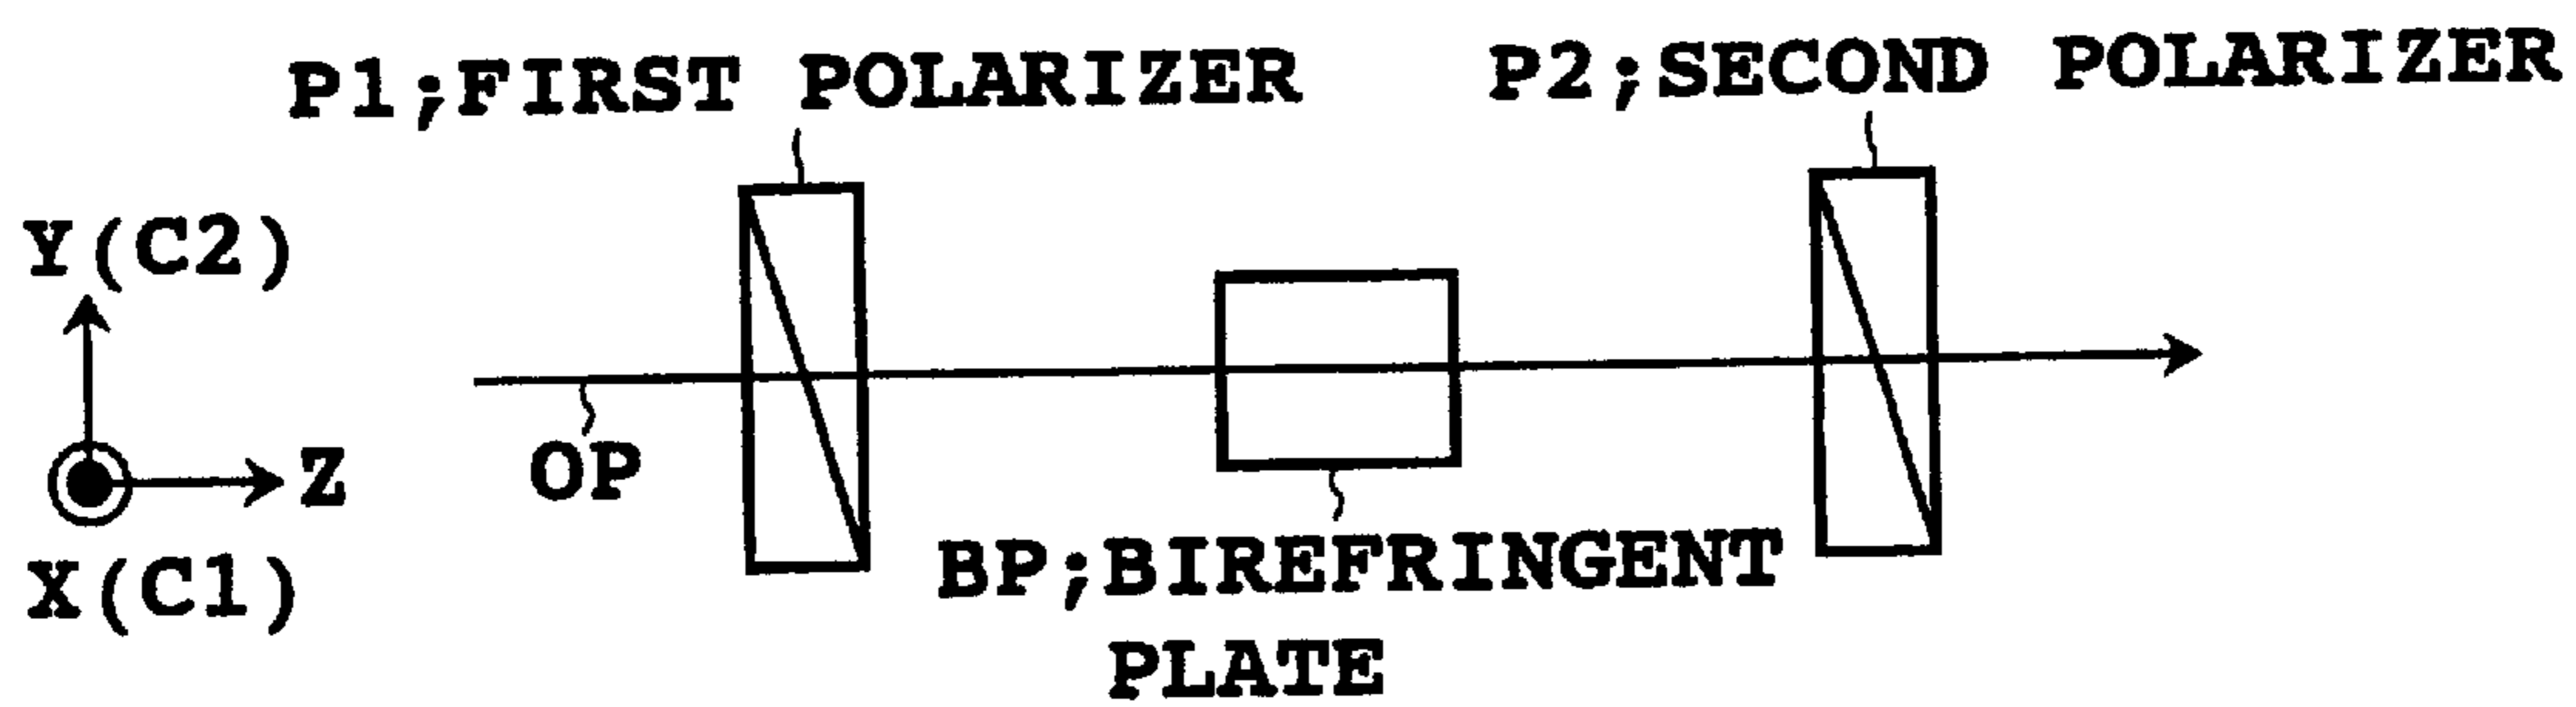 P1;FIRST POLARIZER
P2;SECOND POLARIZER
Y(C2)
Z
X(C1)
OP
BP;BIREFRINGENT
PLATE